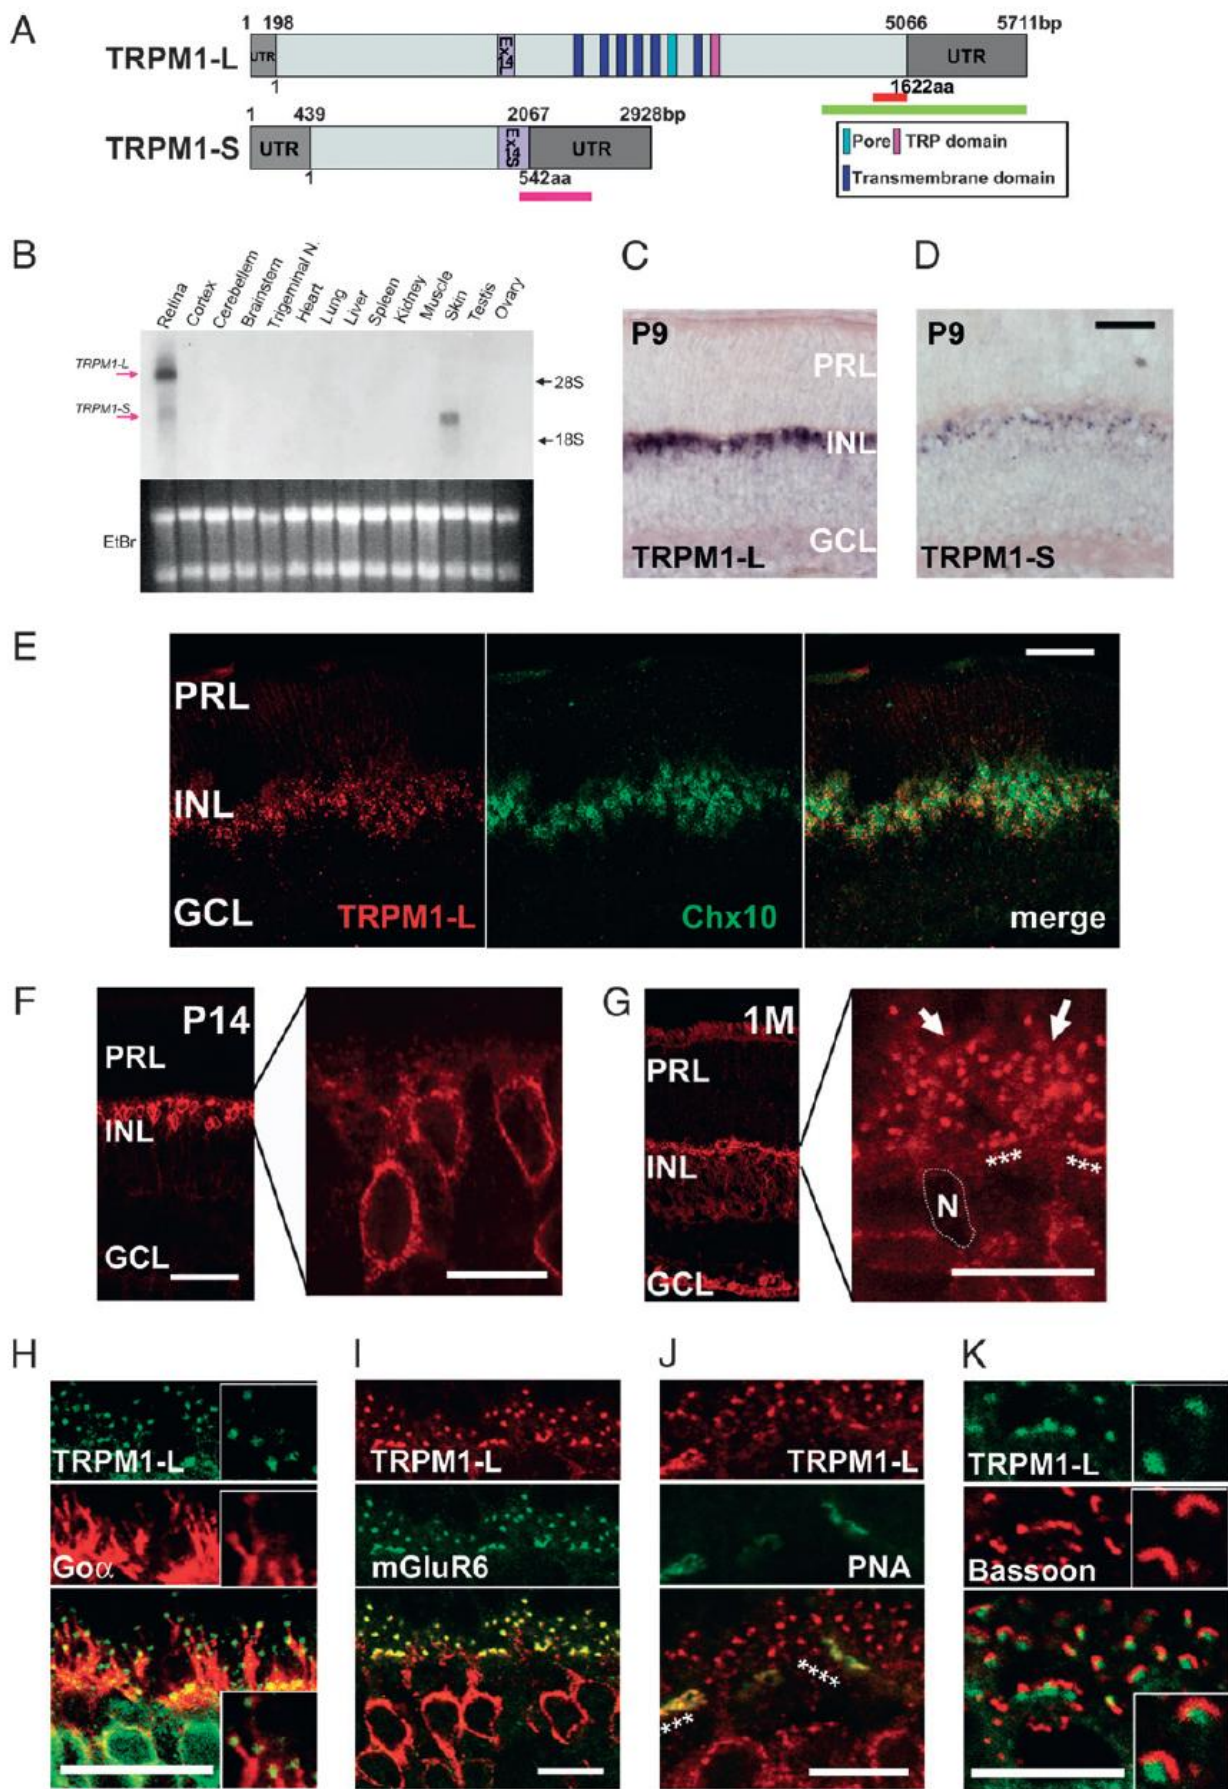 A
1 198 5066 5711bp
TRPM1-L
UTR
Ex14L
UTR
1
1622aa
1 439 2067 2928bp
TRPM1-S
UTR
UTR
1
542aa
Pore TRP domain
Transmembrane domain
B
Retina
Cortex
Cerebellem
Brainstem
Trigeminal N.
Heart
Lung
Liver
Spleen
Kidney
Muscle
Skin
Testis
Ovary
TRPM1-L
28S
TRPM1-S
18S
EtBr
C
P9
PRL
INL
GCL
TRPM1-L
D
P9
TRPM1-S
E
PRL
INL
GCL
TRPM1-L
Chx10
merge
F
P14
PRL
INL
GCL
G
1M
PRL
INL
GCL
***
***
N
H
TRPM1-L
Goα
I
TRPM1-L
mGluR6
J
TRPM1-L
PNA
****
***
K
TRPM1-L
Bassoon